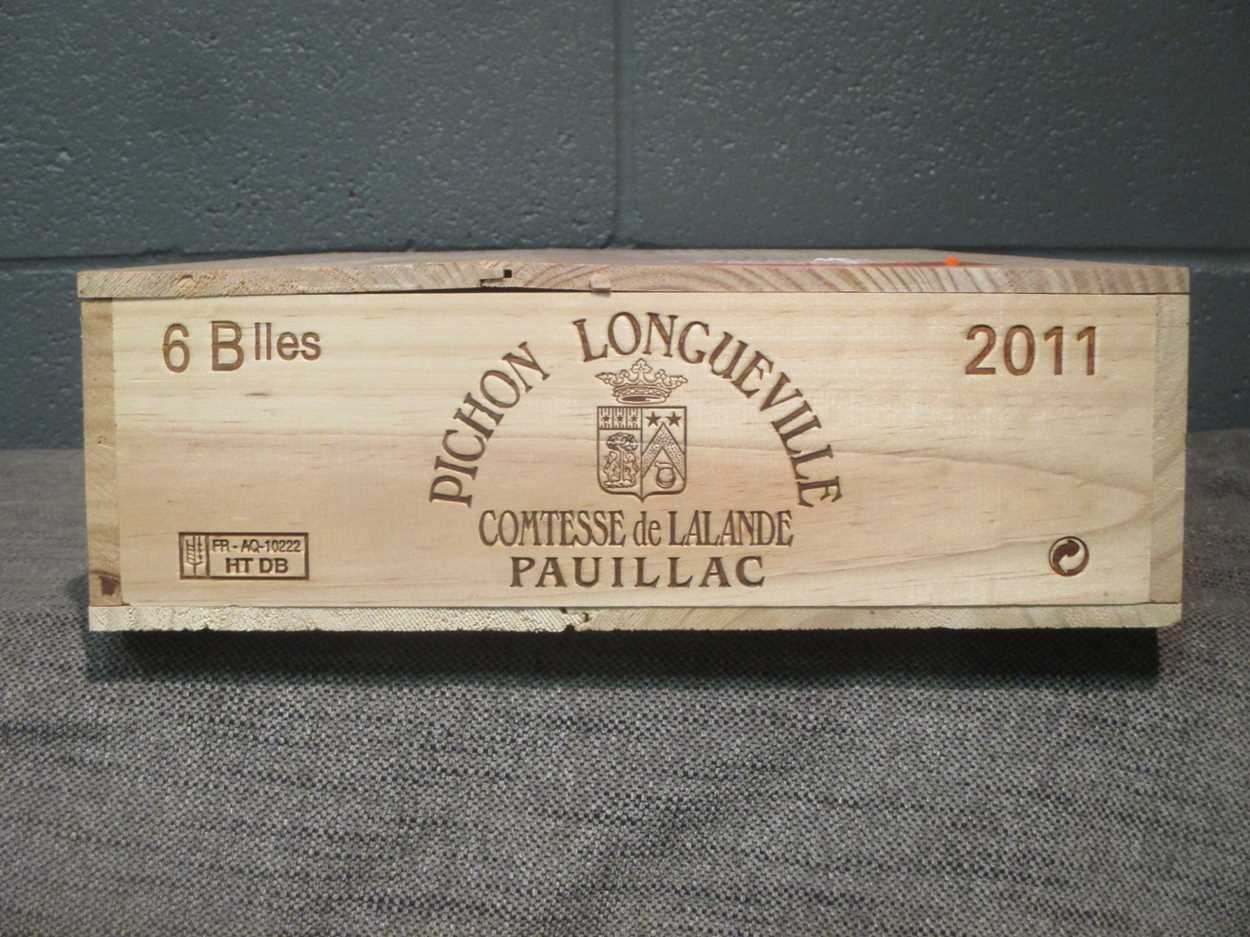 6 Blles
2011
PICHON LONGUEVILLE
COMTESSE de LALANDE
PAUILLAC
FR - AQ-10222
HT DB